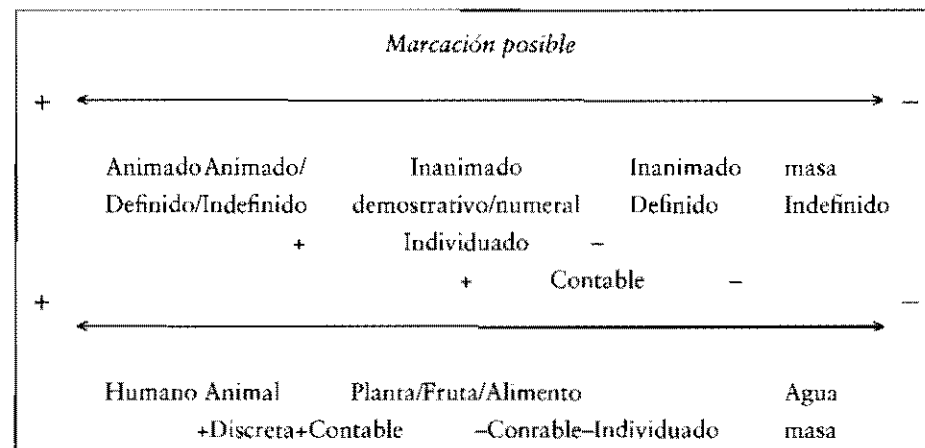 Marcación posible
+ −
Animado Animado/ Inanimado Inanimado masa
Definido/Indefinido demostrativo/numeral Definido Indefinido
+ Individuado −
+ Contable −
+ −
Humano Animal Planta/Fruta/Alimento Agua
+Discreta+Contable −Contable−Individuado masa